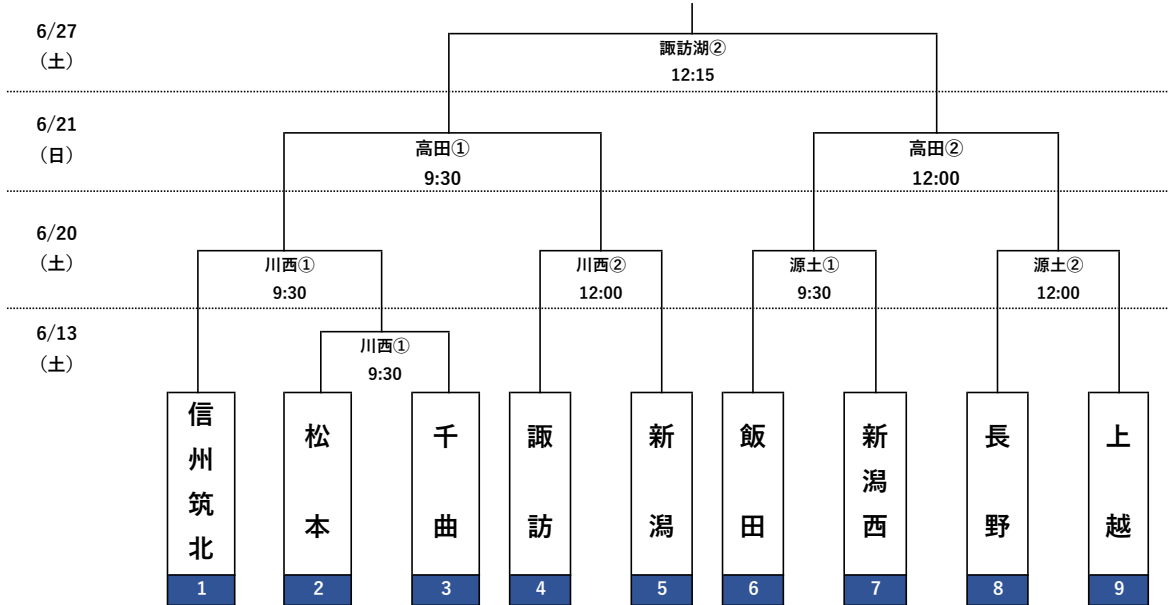 6/27
（土）
諏訪湖②
12:15
6/21
（日）
高田①
9:30
高田②
12:00
6/20
（土）
川西①
9:30
川西②
12:00
源土①
9:30
源土②
12:00
6/13
（土）
川西①
9:30
信州筑北
松本
千曲
諏訪
新潟
飯田
新潟西
長野
上越
1
2
3
4
5
6
7
8
9